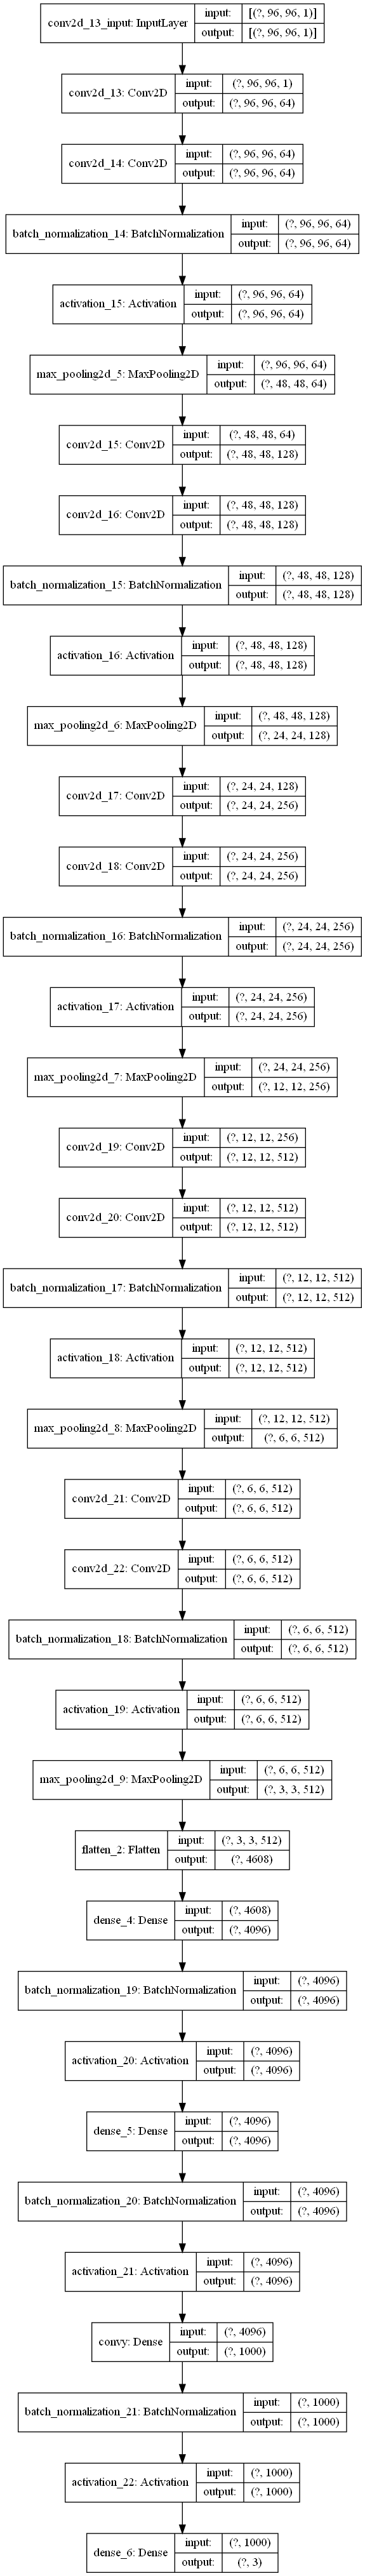 conv2d_13_input: InputLayer input: [(?, 96, 96, 1)]
output: [(?, 96, 96, 1)]
conv2d_13: Conv2D input: (?, 96, 96, 1)
output: (?, 96, 96, 64)
conv2d_14: Conv2D input: (?, 96, 96, 64)
output: (?, 96, 96, 64)
batch_normalization_14: BatchNormalization input: (?, 96, 96, 64)
output: (?, 96, 96, 64)
activation_15: Activation input: (?, 96, 96, 64)
output: (?, 96, 96, 64)
max_pooling2d_5: MaxPooling2D input: (?, 96, 96, 64)
output: (?, 48, 48, 64)
conv2d_15: Conv2D input: (?, 48, 48, 64)
output: (?, 48, 48, 128)
conv2d_16: Conv2D input: (?, 48, 48, 128)
output: (?, 48, 48, 128)
batch_normalization_15: BatchNormalization input: (?, 48, 48, 128)
output: (?, 48, 48, 128)
activation_16: Activation input: (?, 48, 48, 128)
output: (?, 48, 48, 128)
max_pooling2d_6: MaxPooling2D input: (?, 48, 48, 128)
output: (?, 24, 24, 128)
conv2d_17: Conv2D input: (?, 24, 24, 128)
output: (?, 24, 24, 256)
conv2d_18: Conv2D input: (?, 24, 24, 256)
output: (?, 24, 24, 256)
batch_normalization_16: BatchNormalization input: (?, 24, 24, 256)
output: (?, 24, 24, 256)
activation_17: Activation input: (?, 24, 24, 256)
output: (?, 24, 24, 256)
max_pooling2d_7: MaxPooling2D input: (?, 24, 24, 256)
output: (?, 12, 12, 256)
conv2d_19: Conv2D input: (?, 12, 12, 256)
output: (?, 12, 12, 512)
conv2d_20: Conv2D input: (?, 12, 12, 512)
output: (?, 12, 12, 512)
batch_normalization_17: BatchNormalization input: (?, 12, 12, 512)
output: (?, 12, 12, 512)
activation_18: Activation input: (?, 12, 12, 512)
output: (?, 12, 12, 512)
max_pooling2d_8: MaxPooling2D input: (?, 12, 12, 512)
output: (?, 6, 6, 512)
conv2d_21: Conv2D input: (?, 6, 6, 512)
output: (?, 6, 6, 512)
conv2d_22: Conv2D input: (?, 6, 6, 512)
output: (?, 6, 6, 512)
batch_normalization_18: BatchNormalization input: (?, 6, 6, 512)
output: (?, 6, 6, 512)
activation_19: Activation input: (?, 6, 6, 512)
output: (?, 6, 6, 512)
max_pooling2d_9: MaxPooling2D input: (?, 6, 6, 512)
output: (?, 3, 3, 512)
flatten_2: Flatten input: (?, 3, 3, 512)
output: (?, 4608)
dense_4: Dense input: (?, 4608)
output: (?, 4096)
batch_normalization_19: BatchNormalization input: (?, 4096)
output: (?, 4096)
activation_20: Activation input: (?, 4096)
output: (?, 4096)
dense_5: Dense input: (?, 4096)
output: (?, 4096)
batch_normalization_20: BatchNormalization input: (?, 4096)
output: (?, 4096)
activation_21: Activation input: (?, 4096)
output: (?, 4096)
convy: Dense input: (?, 4096)
output: (?, 1000)
batch_normalization_21: BatchNormalization input: (?, 1000)
output: (?, 1000)
activation_22: Activation input: (?, 1000)
output: (?, 1000)
dense_6: Dense input: (?, 1000)
output: (?, 3)